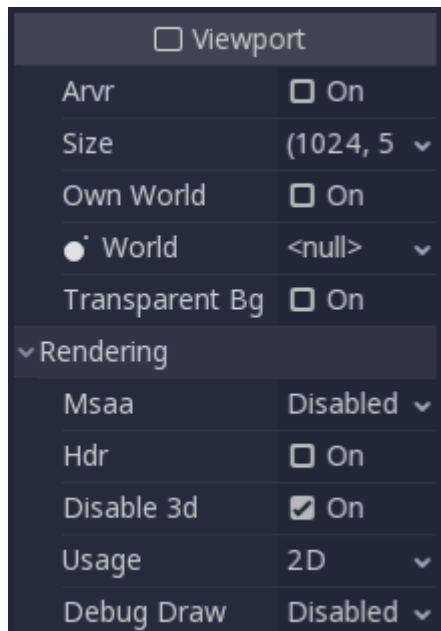 Viewport
Arvr On
Size (1024, 5
Own World On
World <null>
Transparent Bg On
Rendering
Msaa Disabled
Hdr On
Disable 3d On
Usage 2D
Debug Draw Disabled